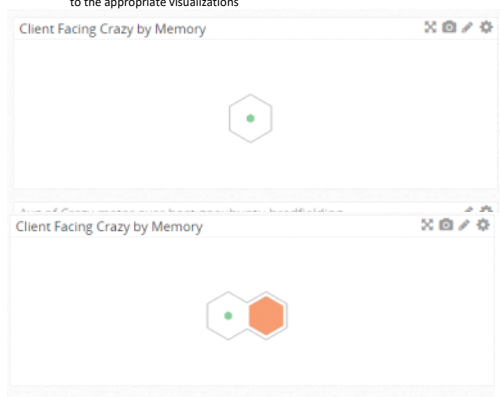 to the appropriate visualizations
Client Facing Crazy by Memory
Client Facing Crazy by Memory